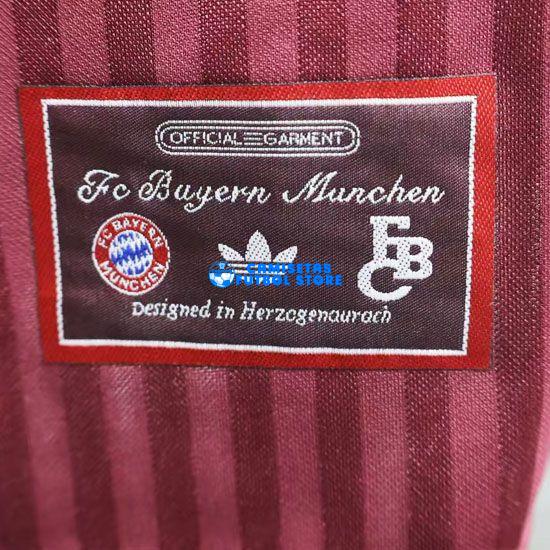 OFFICIAL GARMENT
Fc Bayern Munchen
FC BAYERN
MÜNCHEN
FBC
CAMISETAS
FUTBOL STORE
Designed in Herzogenaurach